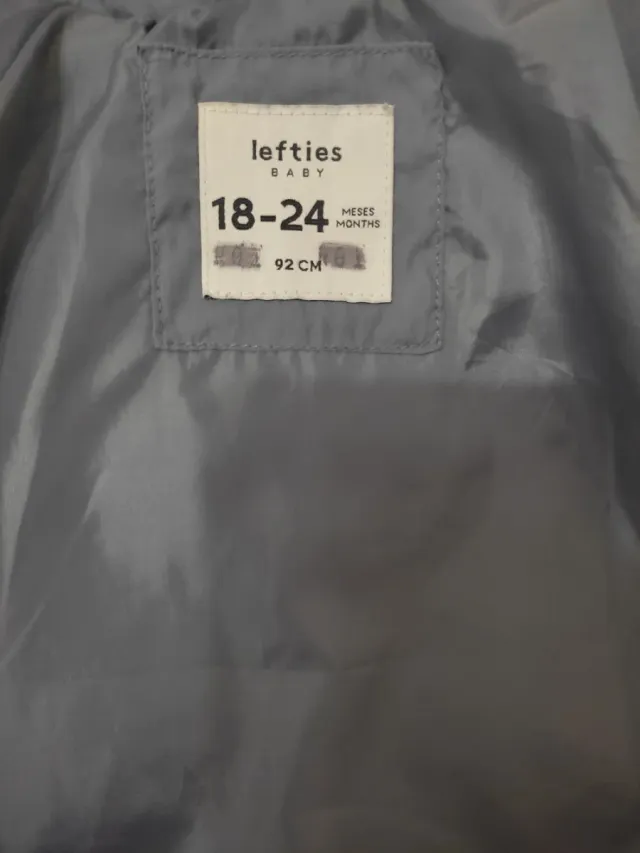 lefties
BABY
18-24 MESES
MONTHS
92 CM